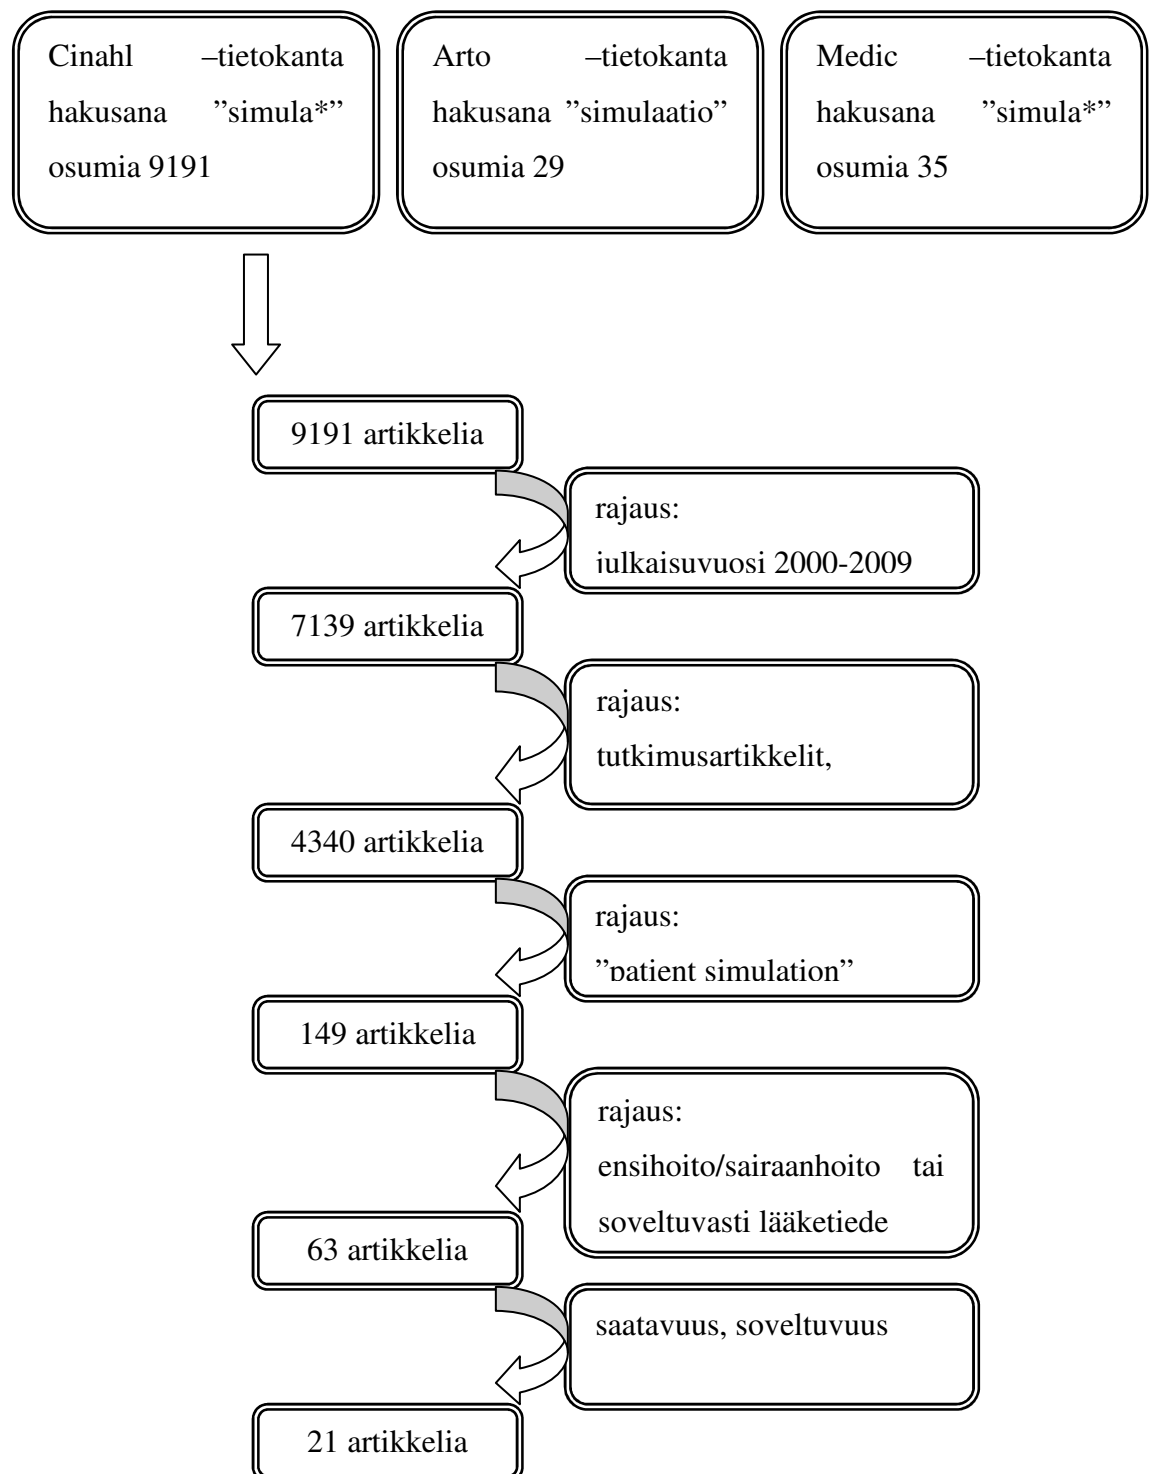 Cinahl –tietokanta
hakusana ”simula*”
osumia 9191
Arto –tietokanta
hakusana ”simulaatio”
osumia 29
Medic –tietokanta
hakusana ”simula*”
osumia 35
9191 artikkelia
rajaus:
julkaisuvuosi 2000-2009
7139 artikkelia
rajaus:
tutkimusartikkelit,
4340 artikkelia
rajaus:
”patient simulation”
149 artikkelia
rajaus:
ensihoito/sairaanhoito tai
soveltuvasti lääketiede
63 artikkelia
saatavuus, soveltuvuus
21 artikkelia